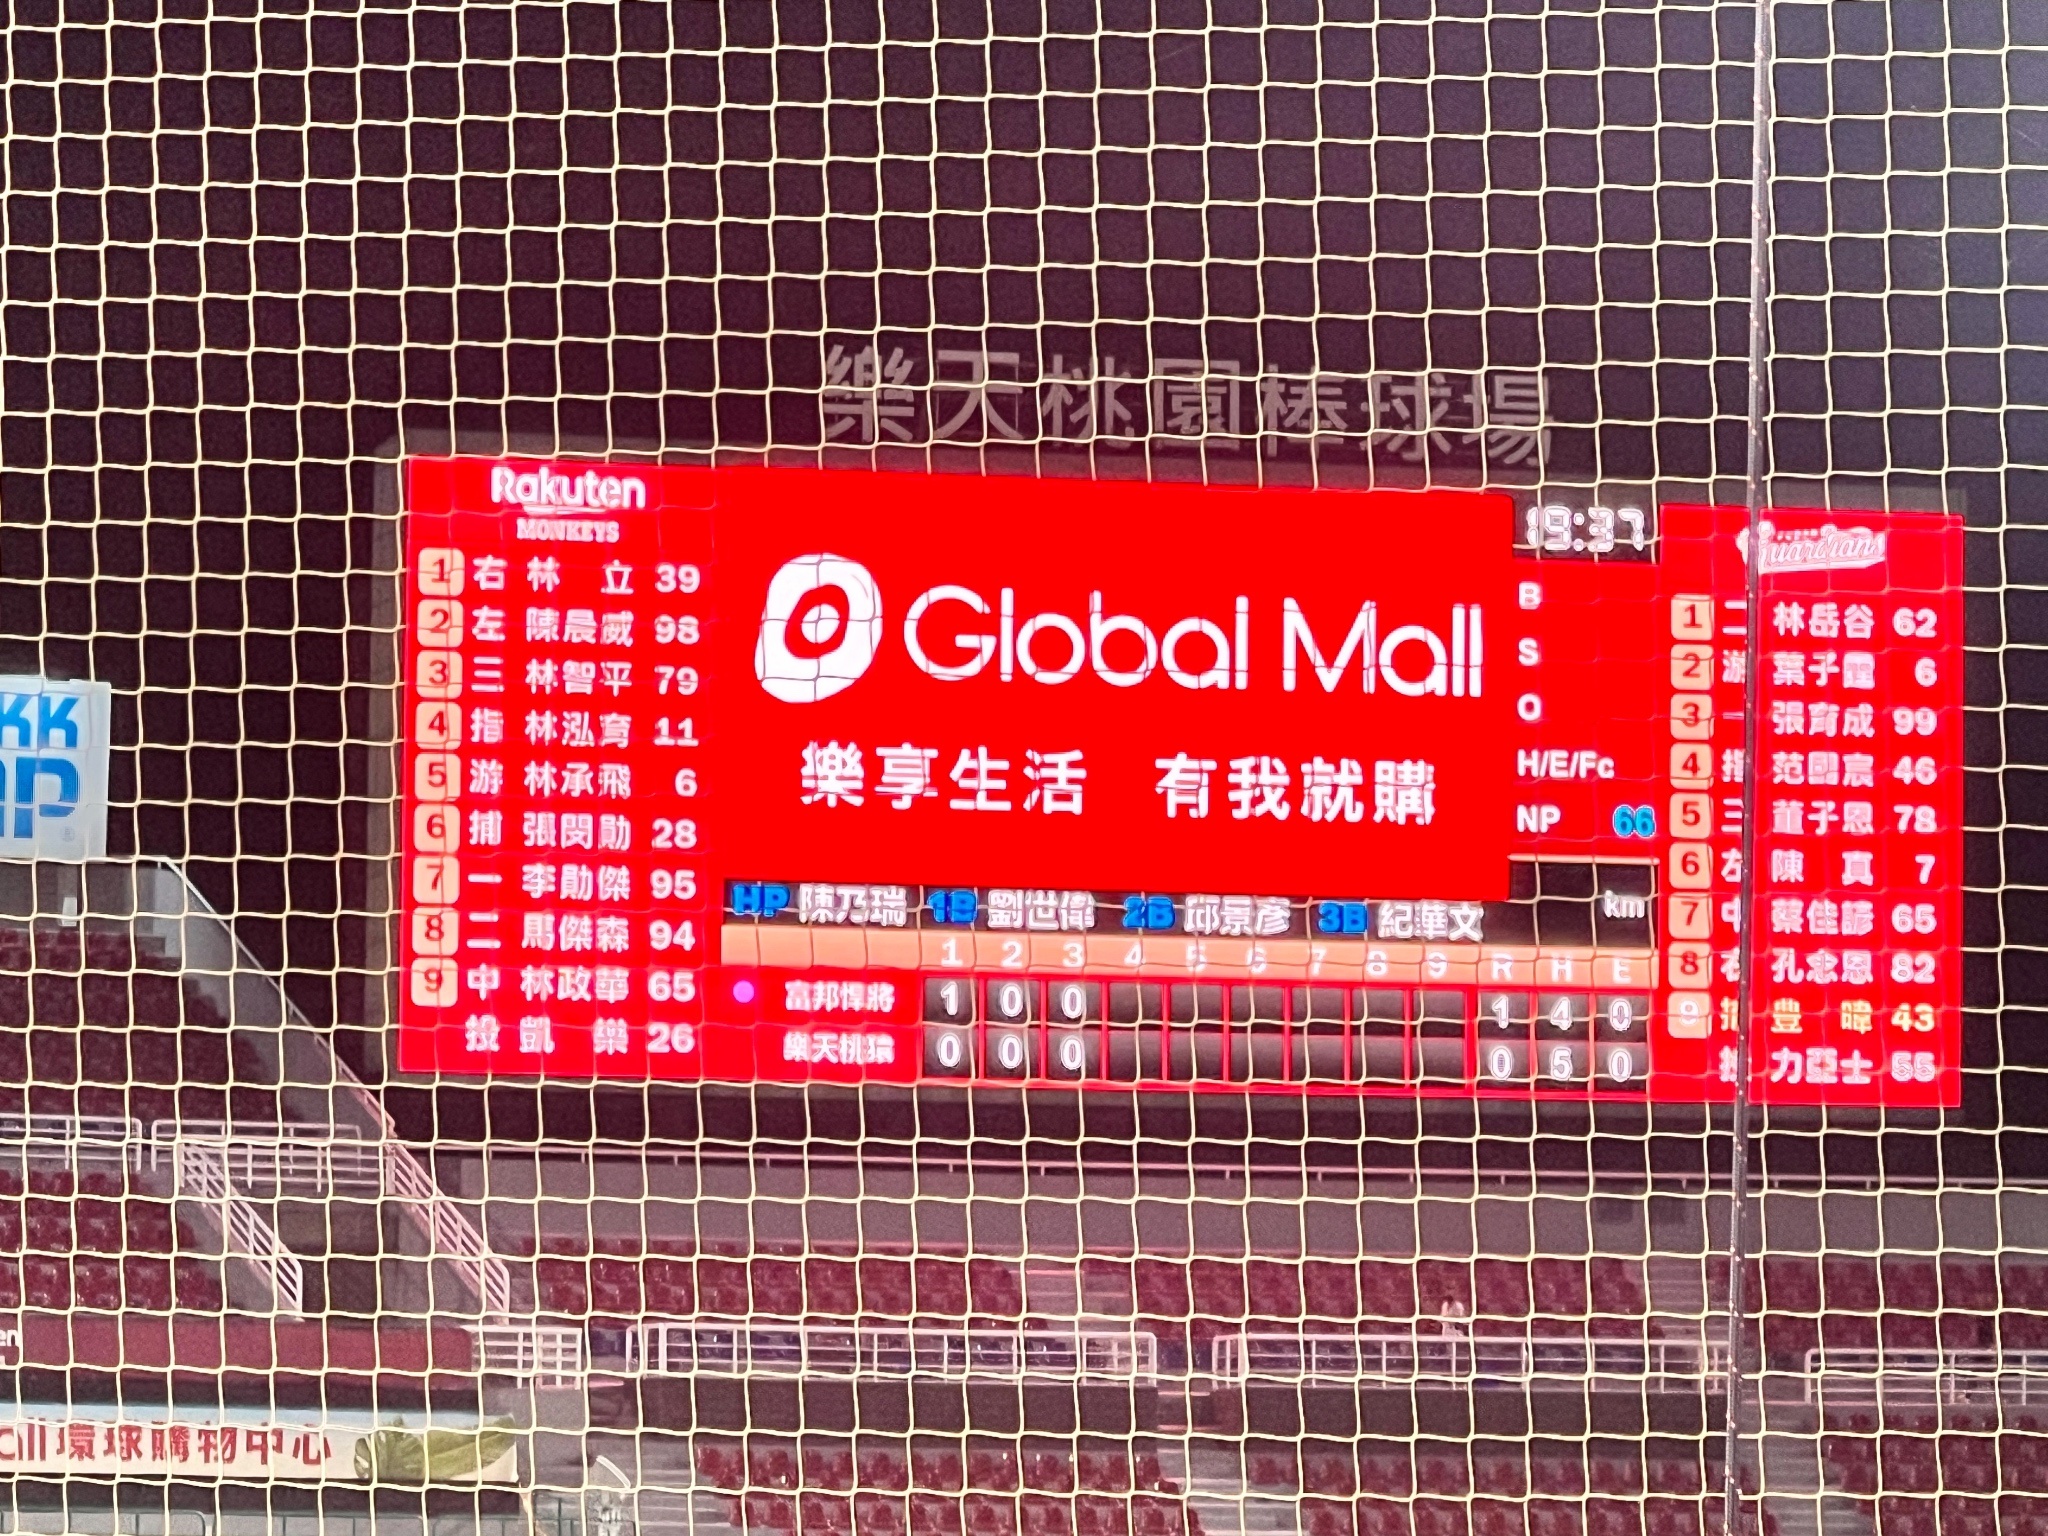 樂天桃園棒球場
Rakuten
MONKEYS
1 右 林 立 39
2 左 陳晨威 98
3 三 林智平 79
4 指 林泓育 11
5 游 林承飛 6
6 捕 張閔勛 28
7 一 李勛傑 95
8 二 馬傑森 94
9 中 林政華 65
投 凱 樂 26
Global Mall
樂享生活 有我就購
19:37
B
S
O
H/E/Fc
NP 66
km
HP 陳乃瑞 1B 劉世偉 2B 邱景彥 3B 紀華文
1 2 3 4 5 6 7 8 9 R H E
富邦悍將 1 0 0 1 4 0
樂天桃猿 0 0 0 0 5 0
Guardians
1 二 林岳谷 62
2 游 葉子霆 6
3 一 張育成 99
4 指 范國宸 46
5 三 董子恩 78
6 左 陳 真 7
7 中 蔡佳諺 65
8 右 孔念恩 82
9 捕 豊 暐 43
投 力亞士 55
KK
環球購物中心